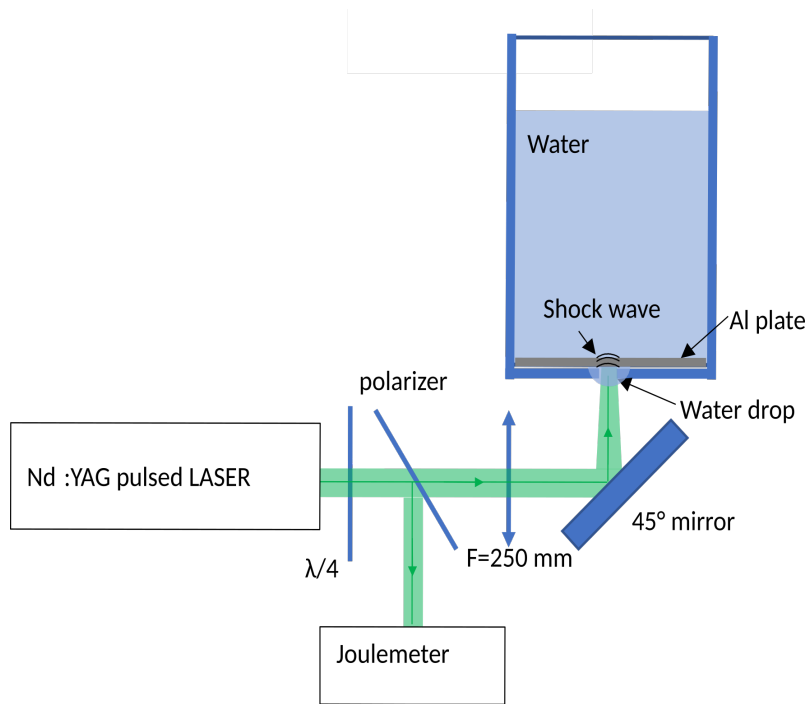 Water
Shock wave
Al plate
polarizer
Water drop
Nd :YAG pulsed LASER
45° mirror
F=250 mm
λ/4
Joulemeter